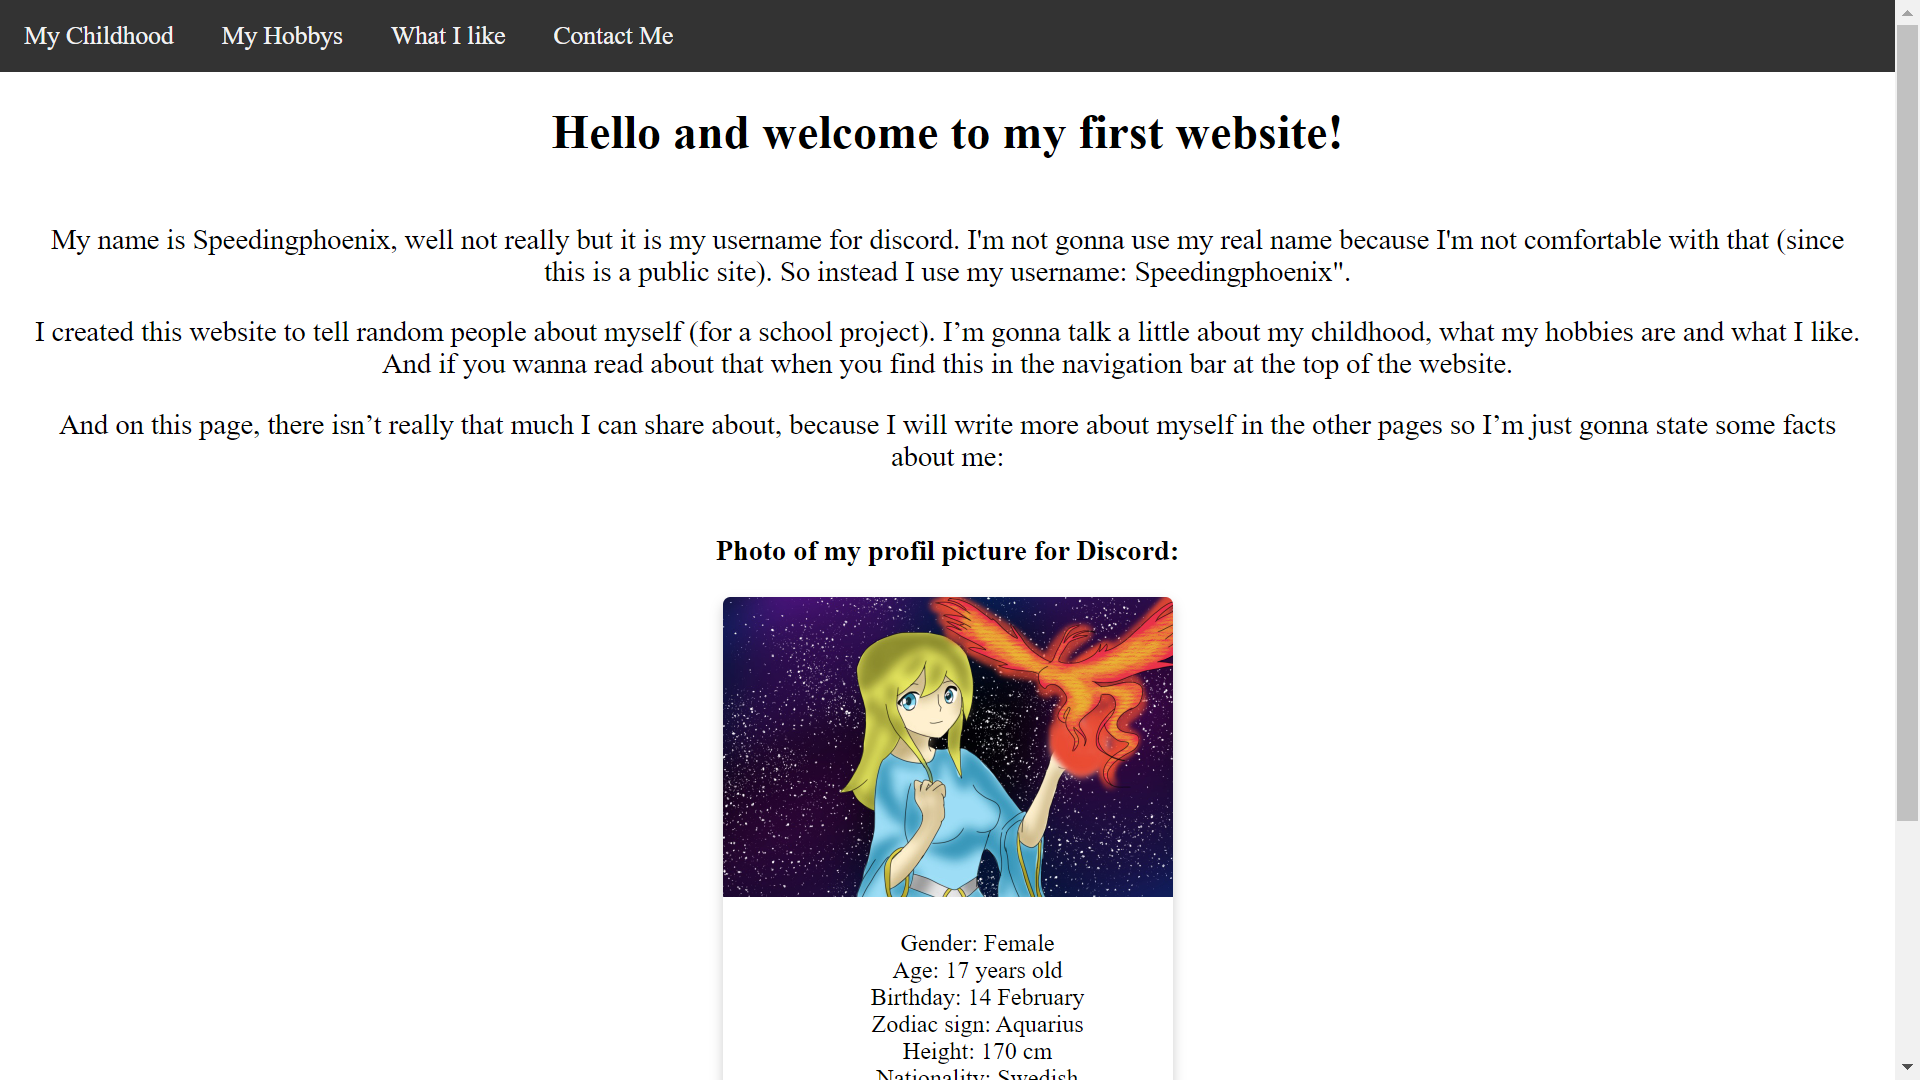 My Childhood My Hobbys What I like Contact Me
Hello and welcome to my first website!
My name is Speedingphoenix, well not really but it is my username for discord. I'm not gonna use my real name because I'm not comfortable with that (since
this is a public site). So instead I use my username: Speedingphoenix".
I created this website to tell random people about myself (for a school project). I’m gonna talk a little about my childhood, what my hobbies are and what I like.
And if you wanna read about that when you find this in the navigation bar at the top of the website.
And on this page, there isn’t really that much I can share about, because I will write more about myself in the other pages so I’m just gonna state some facts
about me:
Photo of my profil picture for Discord:
Gender: Female
Age: 17 years old
Birthday: 14 February
Zodiac sign: Aquarius
Height: 170 cm
Nationality: Swedish